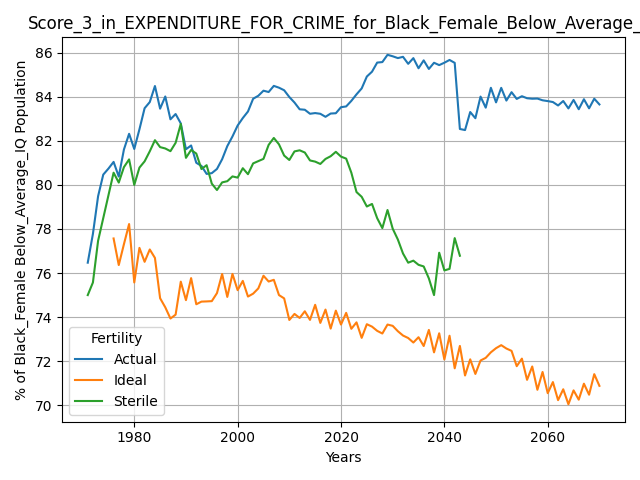 Score_3_in_EXPENDITURE_FOR_CRIME_for_Black_Female_Below_Average_
% of Black_Female Below_Average_IQ Population
86
84
82
80
78
76
74
72
70
Fertility
Actual
Ideal
Sterile
1980 2000 2020 2040 2060
Years